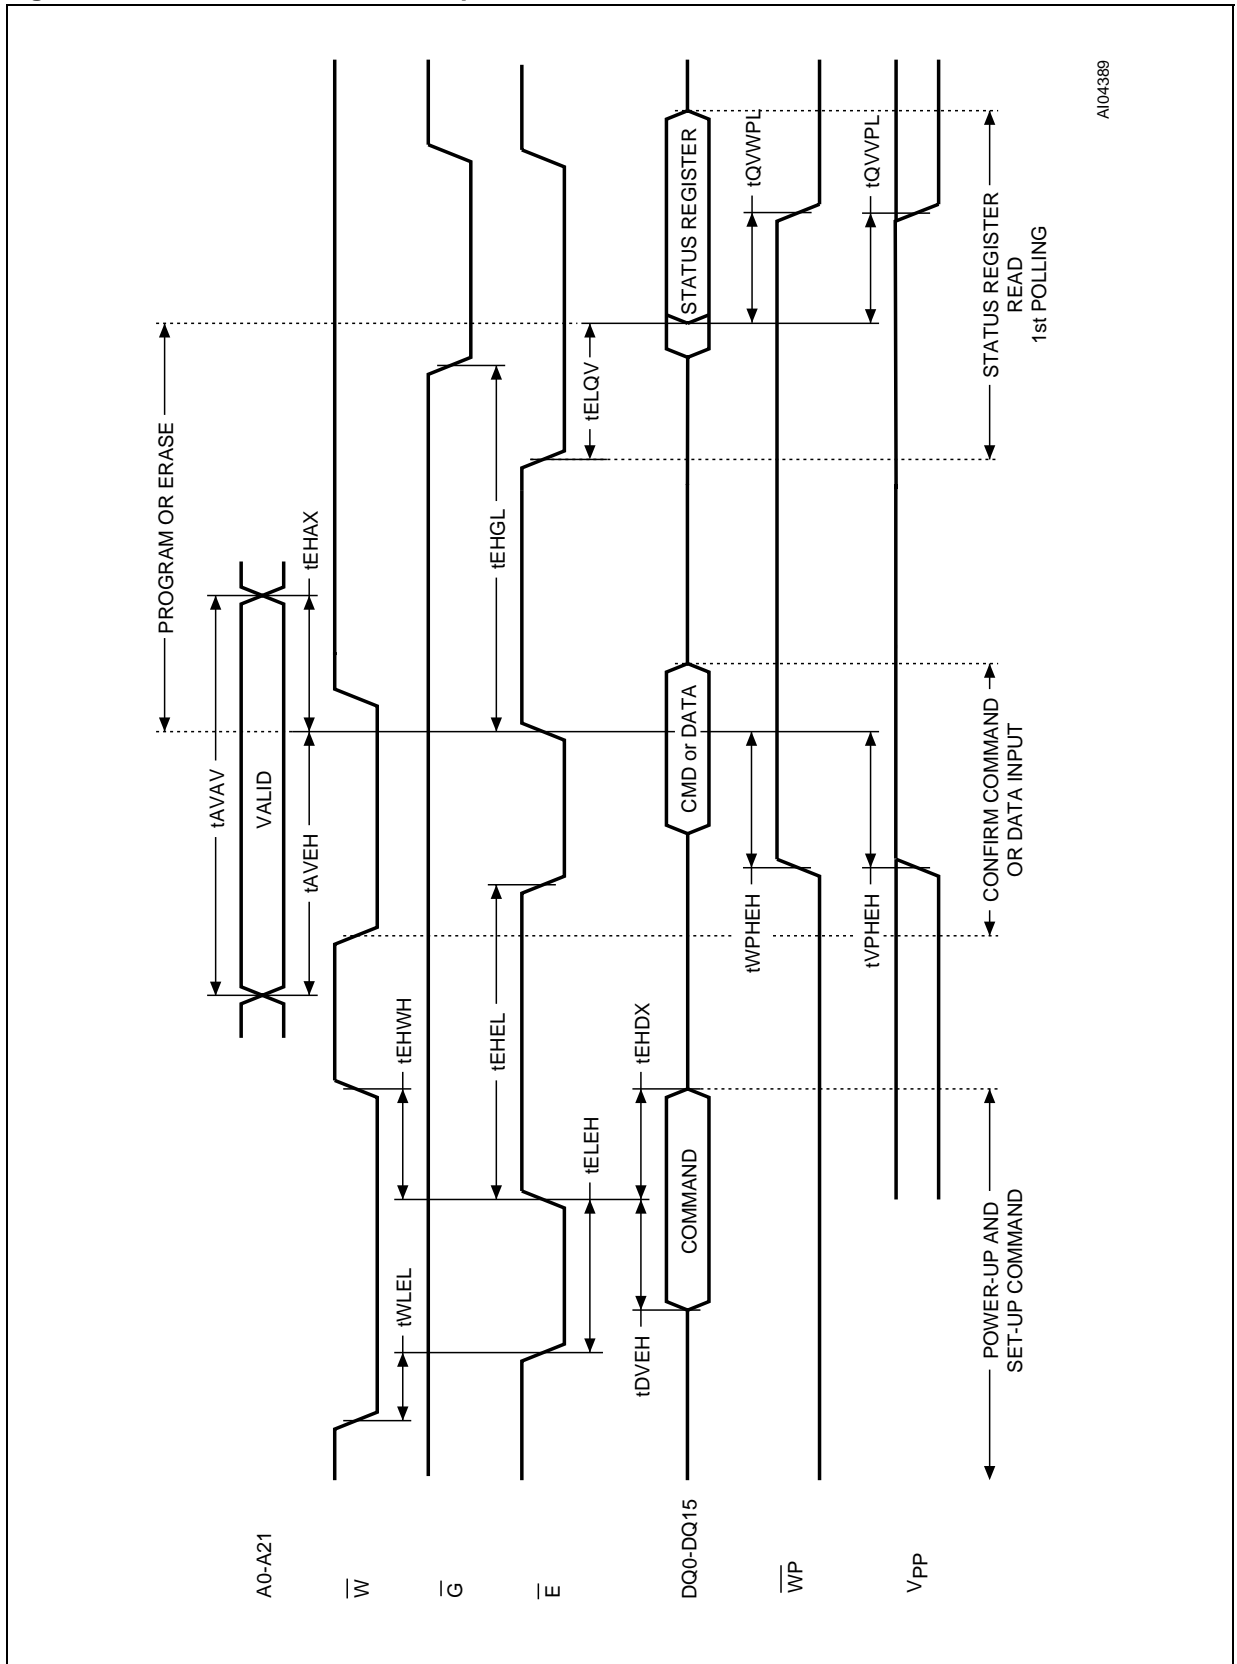 PROGRAM OR ERASE
tAVAV
VALID
tAVEH
tEHAX
A0-A21
W
tWLEL
tEHWH
G
tEHEL
tEHGL
E
tELEH
tELQV
tDVEH
tEHDX
DQ0-DQ15
COMMAND
CMD or DATA
STATUS REGISTER
tWPHEH
tQVWPL
WP
tVPHEH
tQVVPL
VPP
POWER-UP AND
SET-UP COMMAND
CONFIRM COMMAND
OR DATA INPUT
STATUS REGISTER
READ
1st POLLING
AI04389